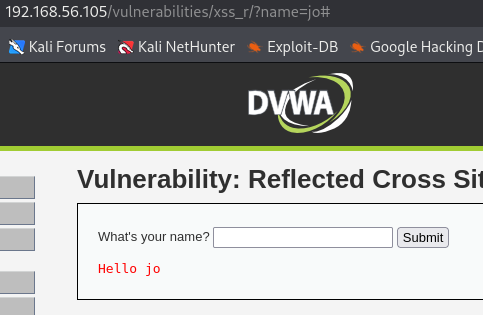 192.168.56.105/vulnerabilities/xss_r/?name=jo#
Kali Forums Kali NetHunter Exploit-DB Google Hacking D
DVWA
Vulnerability: Reflected Cross Sit
What's your name? Submit
Hello jo